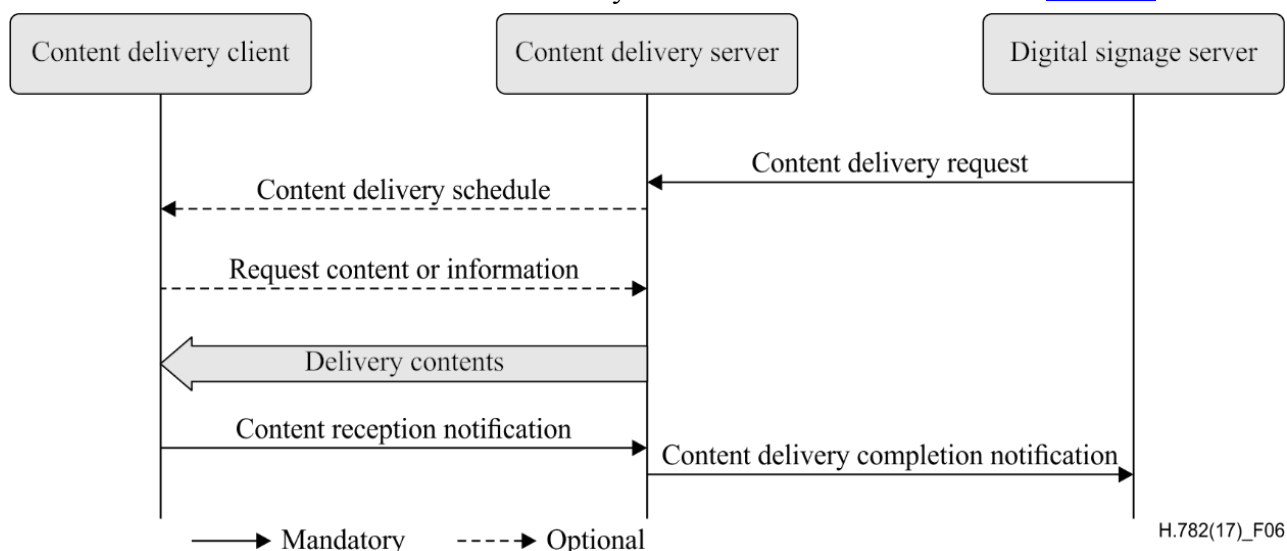 Content delivery client
Content delivery server
Digital signage server
Content delivery request
Content delivery schedule
Request content or information
Delivery contents
Content reception notification
Content delivery completion notification
H.782(17)_F06
Mandatory
Optional